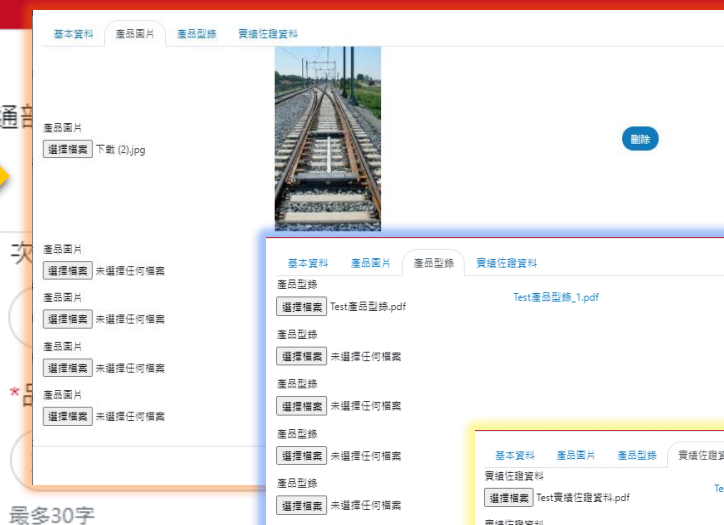 基本資料 產品圖片 產品型錄 實績佐證資料
通部
產品圖片
選擇檔案 下載 (2).jpg
刪除
次
產品圖片
選擇檔案 未選擇任何檔案
產品圖片
選擇檔案 未選擇任何檔案
產品圖片
選擇檔案 未選擇任何檔案
*品
產品圖片
選擇檔案 未選擇任何檔案
最多30字
基本資料 產品圖片 產品型錄 實績佐證資料
產品型錄
選擇檔案 Test產品型錄.pdf
Test產品型錄_1.pdf
產品型錄
選擇檔案 未選擇任何檔案
產品型錄
選擇檔案 未選擇任何檔案
產品型錄
選擇檔案 未選擇任何檔案
產品型錄
選擇檔案 未選擇任何檔案
基本資料 產品圖片 產品型錄 實績佐證資
實績佐證資料
選擇檔案 Test實績佐證資料.pdf
Te
實績佐證資料